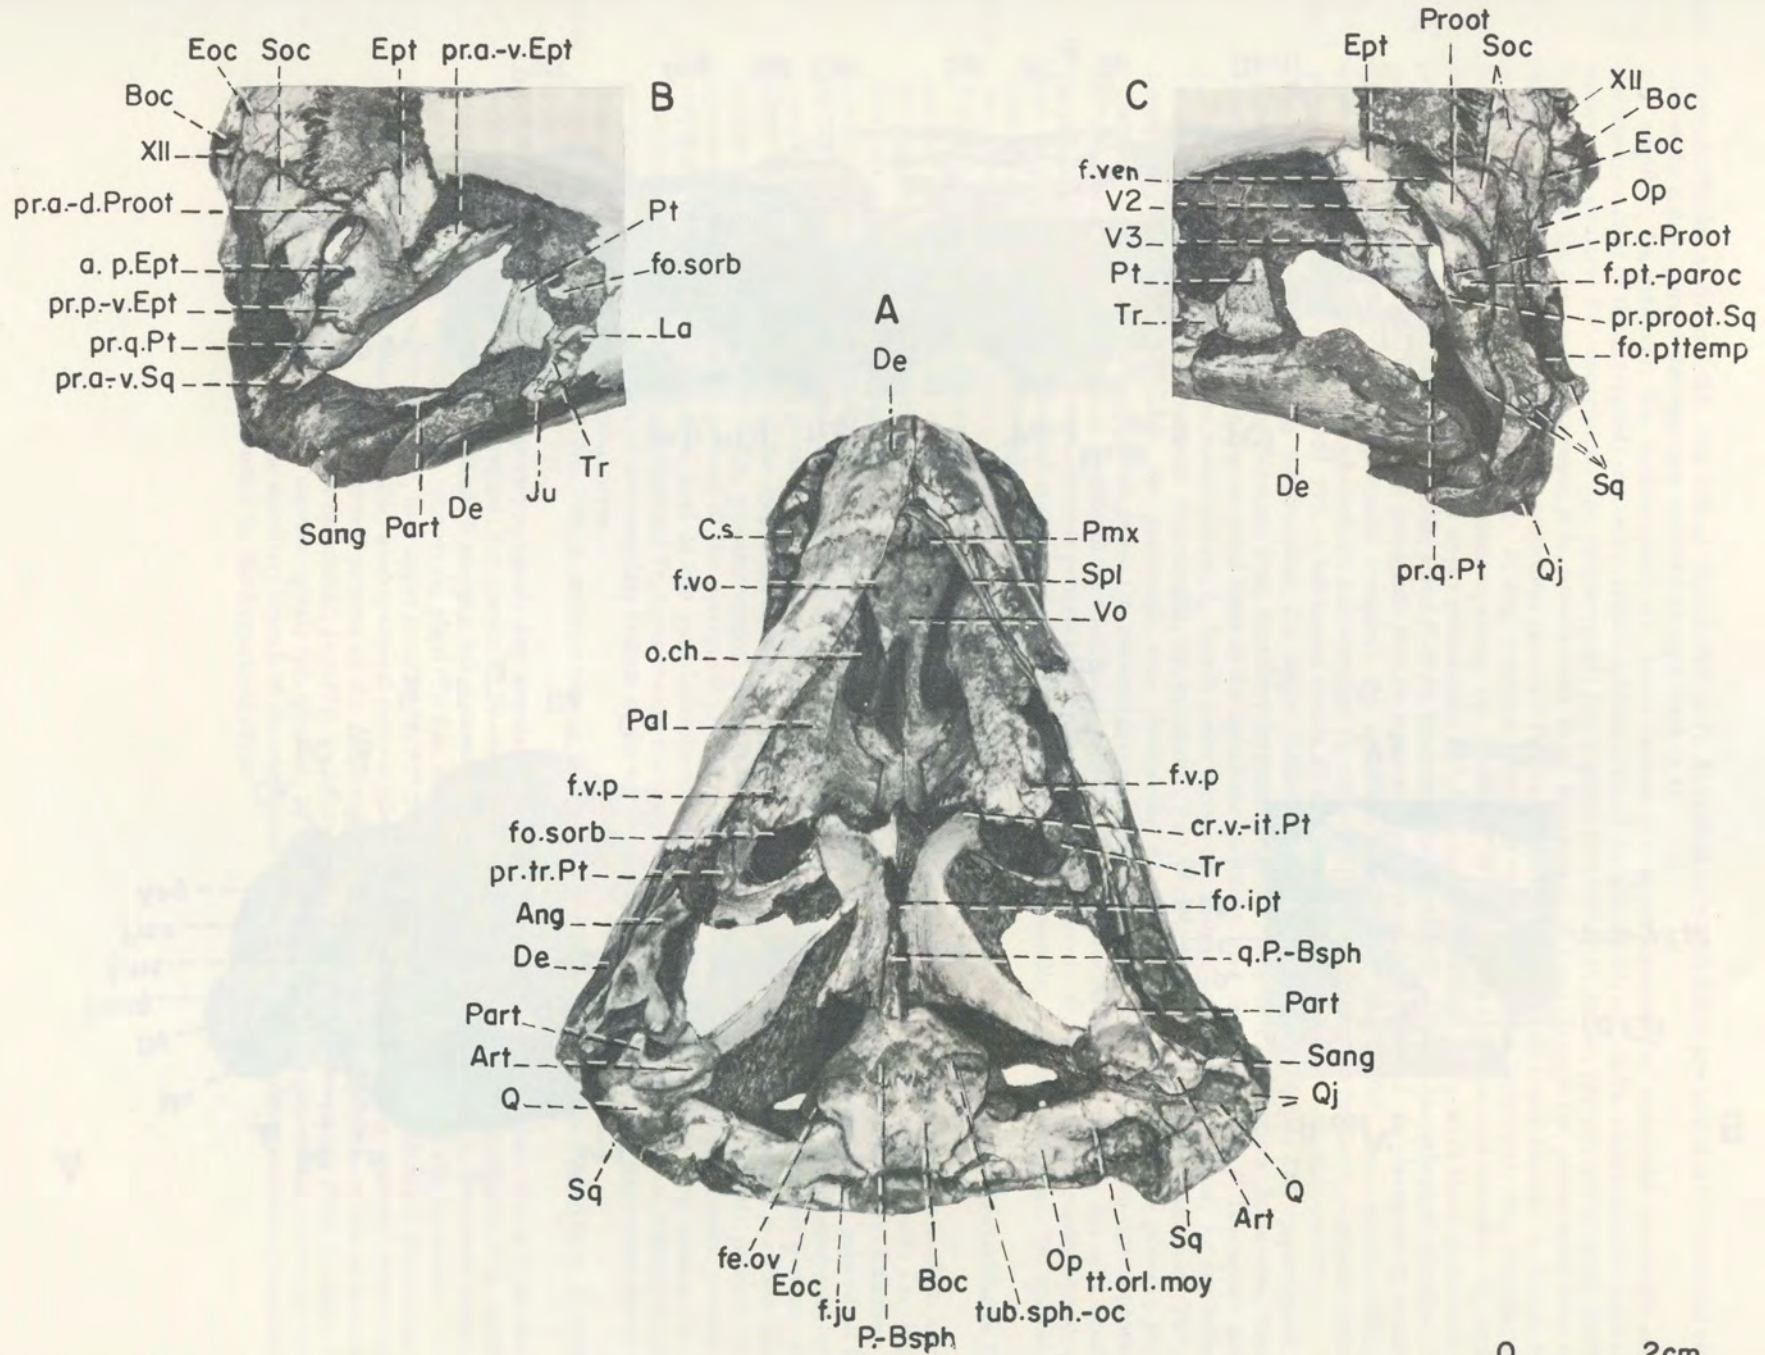 Eoc Soc Ept pr.a.-v.Ept
Boc
XII
pr.a.-d.Proot
a. p.Ept
pr.p.-v.Ept
pr.q.Pt
pr.a.-v.Sq
B
Pt
fo.sorb
La
Tr
Ju
De
Part
Sang
C
Proot
Ept Soc
XII
Boc
Eoc
Op
pr.c.Proot
f.pt.-paroc
pr.proot.Sq
fo.pttemp
f.ven
V2
V3
Pt
Tr
De
pr.q.Pt
Qj
Sq
A
De
C.s
f.vo
o.ch
Pal
f.v.p
fo.sorb
pr.tr.Pt
Ang
De
Part
Art
Q
Sq
Pmx
Spl
Vo
f.v.p
cr.v.-it.Pt
Tr
fo.ipt
q.P.-Bsph
Part
Sang
Qj
Q
Art
Sq
fe.ov
Eoc
f.ju
P.-Bsph
Boc
tub.sph.-oc
Op
tt.orl.moy
0 2cm